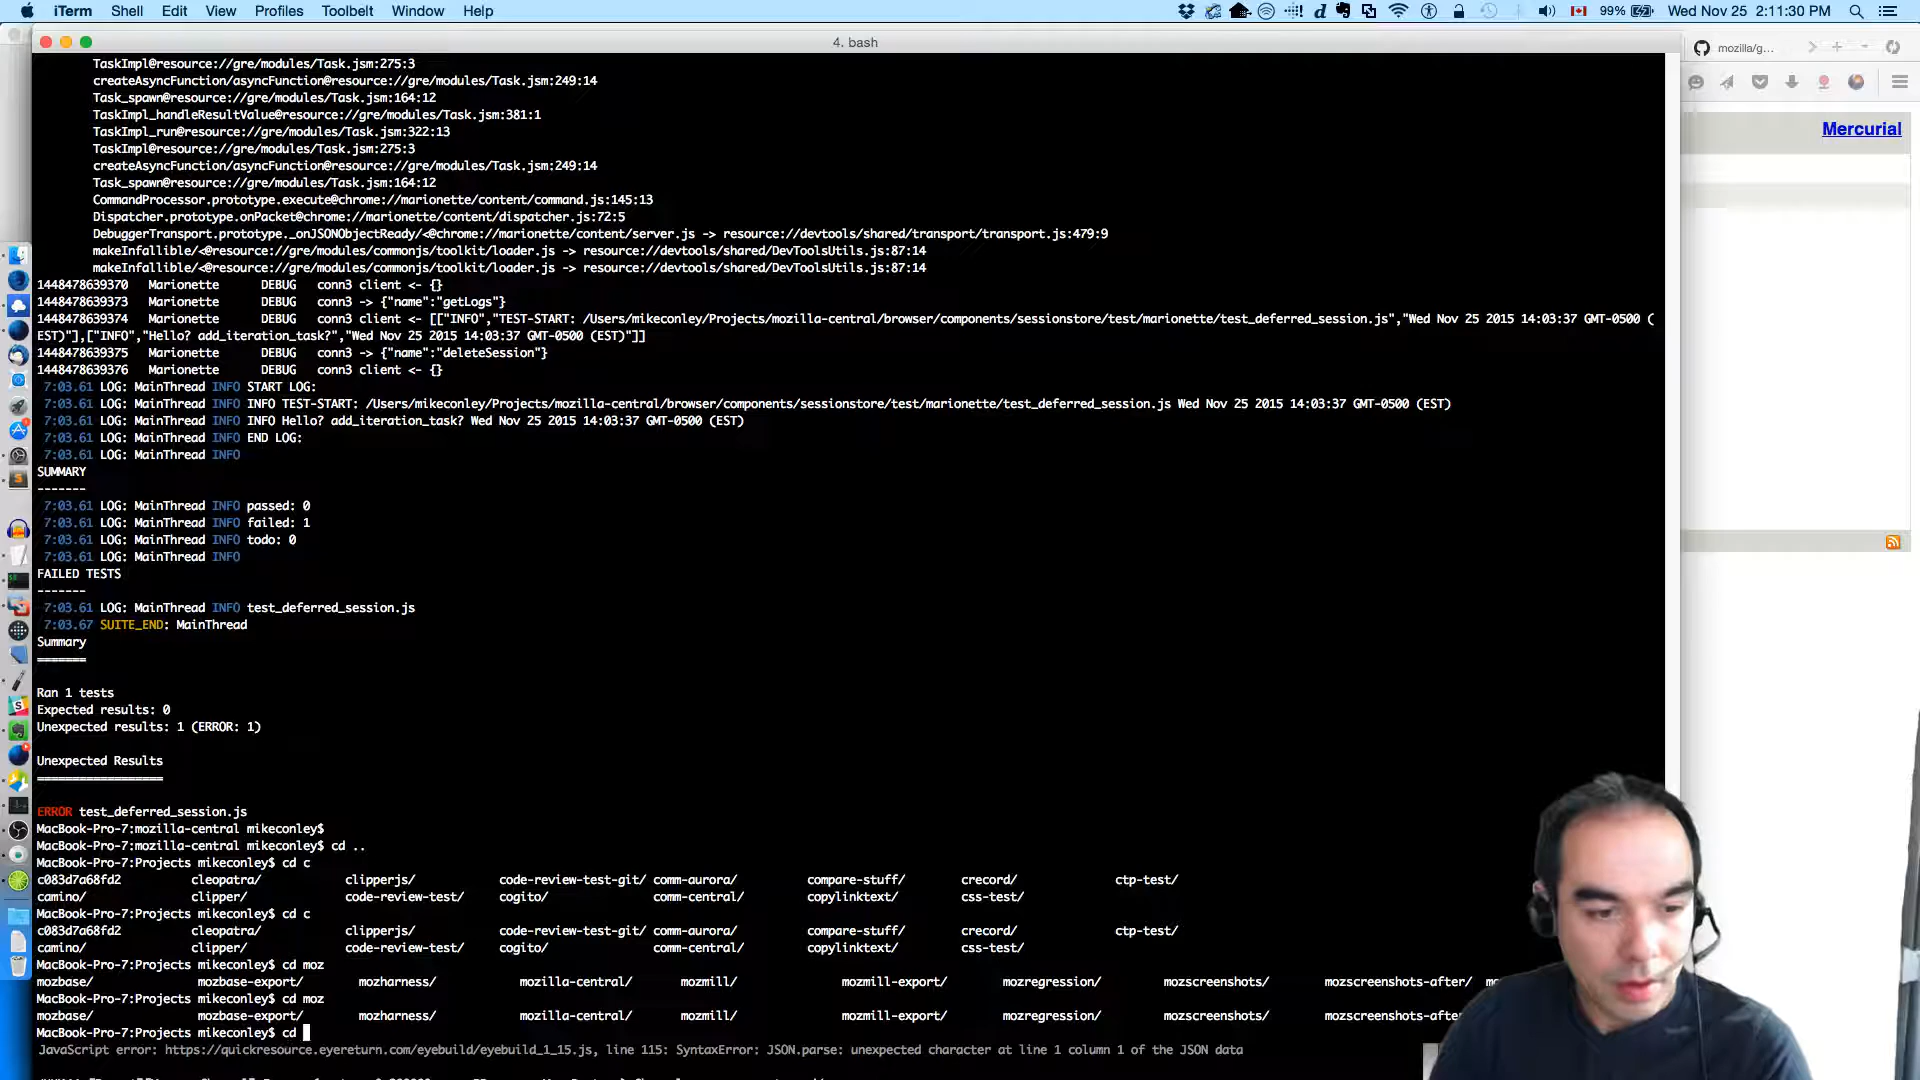 iTerm Shell Edit View Profiles Toolbelt Window Help
99% Wed Nov 25 2:11:30 PM
4. bash
mozilla/g...
Mercurial
TaskImpl@resource://gre/modules/Task.jsm:275:3
createAsyncFunction/asyncFunction@resource://gre/modules/Task.jsm:249:14
Task_spawn@resource://gre/modules/Task.jsm:164:12
TaskImpl_handleResultValue@resource://gre/modules/Task.jsm:381:1
TaskImpl_run@resource://gre/modules/Task.jsm:322:13
TaskImpl@resource://gre/modules/Task.jsm:275:3
createAsyncFunction/asyncFunction@resource://gre/modules/Task.jsm:249:14
Task_spawn@resource://gre/modules/Task.jsm:164:12
CommandProcessor.prototype.execute@chrome://marionette/content/command.js:145:13
Dispatcher.prototype.onPacket@chrome://marionette/content/dispatcher.js:72:5
DebuggerTransport.prototype._onJSONObjectReady/<@chrome://marionette/content/server.js -> resource://devtools/shared/transport/transport.js:479:9
makeInfallible/<@resource://gre/modules/commonjs/toolkit/loader.js -> resource://devtools/shared/DevToolsUtils.js:87:14
makeInfallible/<@resource://gre/modules/commonjs/toolkit/loader.js -> resource://devtools/shared/DevToolsUtils.js:87:14
1448478639370 Marionette DEBUG conn3 client <- {}
1448478639373 Marionette DEBUG conn3 -> {"name":"getLogs"}
1448478639374 Marionette DEBUG conn3 client <- [["INFO","TEST-START: /Users/mikeconley/Projects/mozilla-central/browser/components/sessionstore/test/marionette/test_deferred_session.js","Wed Nov 25 2015 14:03:37 GMT-0500 (
EST)"],["INFO","Hello? add_iteration_task?","Wed Nov 25 2015 14:03:37 GMT-0500 (EST)"]]
1448478639375 Marionette DEBUG conn3 -> {"name":"deleteSession"}
1448478639376 Marionette DEBUG conn3 client <- {}
7:03.61 LOG: MainThread INFO START LOG:
7:03.61 LOG: MainThread INFO INFO TEST-START: /Users/mikeconley/Projects/mozilla-central/browser/components/sessionstore/test/marionette/test_deferred_session.js Wed Nov 25 2015 14:03:37 GMT-0500 (EST)
7:03.61 LOG: MainThread INFO INFO Hello? add_iteration_task? Wed Nov 25 2015 14:03:37 GMT-0500 (EST)
7:03.61 LOG: MainThread INFO END LOG:
7:03.61 LOG: MainThread INFO
SUMMARY
-------
7:03.61 LOG: MainThread INFO passed: 0
7:03.61 LOG: MainThread INFO failed: 1
7:03.61 LOG: MainThread INFO todo: 0
7:03.61 LOG: MainThread INFO
FAILED TESTS
-------
7:03.61 LOG: MainThread INFO test_deferred_session.js
7:03.67 SUITE_END: MainThread
Summary
=======
Ran 1 tests
Expected results: 0
Unexpected results: 1 (ERROR: 1)
Unexpected Results
==================
ERROR test_deferred_session.js
MacBook-Pro-7:mozilla-central mikeconley$
MacBook-Pro-7:mozilla-central mikeconley$ cd ..
MacBook-Pro-7:Projects mikeconley$ cd c
c083d7a68fd2 cleopatra/ clipperjs/ code-review-test-git/ comm-aurora/ compare-stuff/ crecord/ ctp-test/
camino/ clipper/ code-review-test/ cogito/ comm-central/ copylinktext/ css-test/
MacBook-Pro-7:Projects mikeconley$ cd c
c083d7a68fd2 cleopatra/ clipperjs/ code-review-test-git/ comm-aurora/ compare-stuff/ crecord/ ctp-test/
camino/ clipper/ code-review-test/ cogito/ comm-central/ copylinktext/ css-test/
MacBook-Pro-7:Projects mikeconley$ cd moz
mozbase/ mozbase-export/ mozharness/ mozilla-central/ mozmill/ mozmill-export/ mozregression/ mozscreenshots/ mozscreenshots-after/
MacBook-Pro-7:Projects mikeconley$ cd moz
mozbase/ mozbase-export/ mozharness/ mozilla-central/ mozmill/ mozmill-export/ mozregression/ mozscreenshots/ mozscreenshots-after
MacBook-Pro-7:Projects mikeconley$ cd
JavaScript error: https://quickresource.eyereturn.com/eyebuild/eyebuild_1_15.js, line 115: SyntaxError: JSON.parse: unexpected character at line 1 column 1 of the JSON data